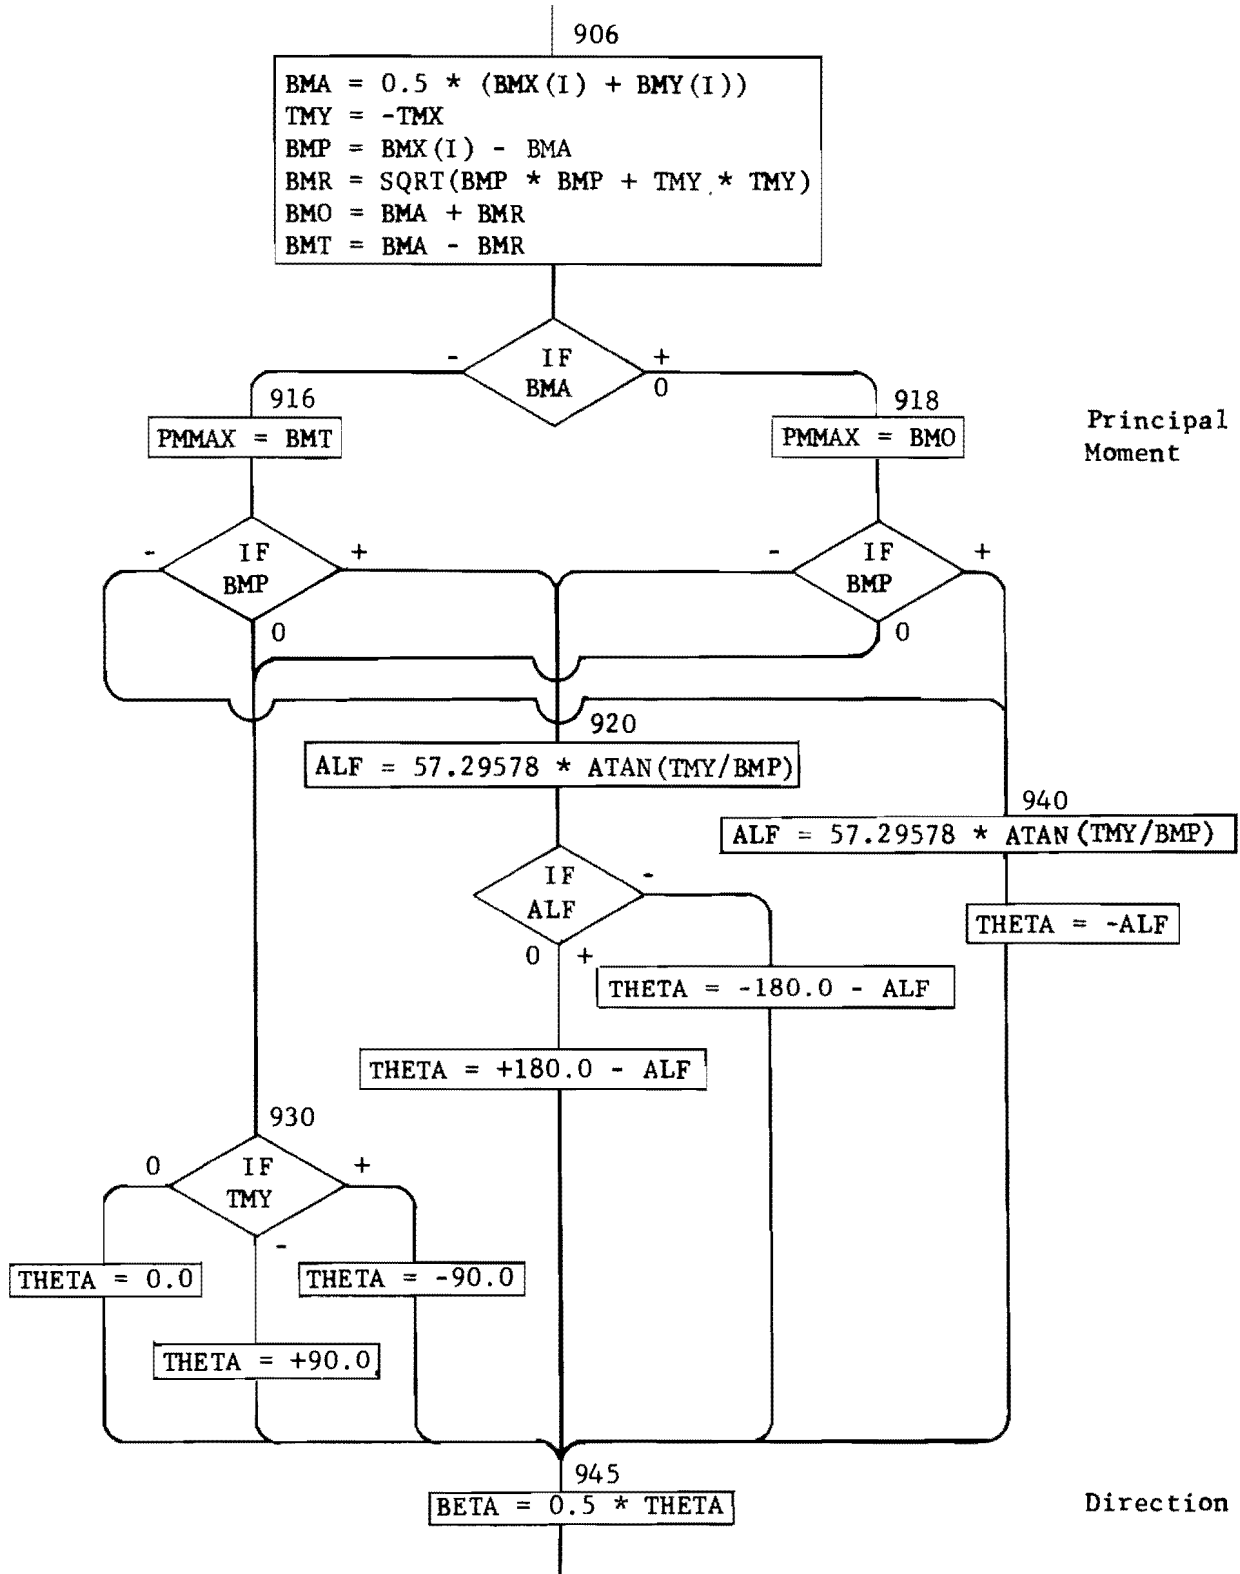 906
BMA = 0.5 * (BMX(I) + BMY(I))
TMY = -TMX
BMP = BMX(I) - BMA
BMR = SQRT(BMP * BMP + TMY * TMY)
BMO = BMA + BMR
BMT = BMA - BMR
- IF +
BMA 0
916
918
PMMAX = BMT
PMMAX = BMO
Principal
Moment
- IF +
BMP
0
- IF +
BMP
0
920
ALF = 57.29578 * ATAN(TMY/BMP)
940
ALF = 57.29578 * ATAN(TMY/BMP)
IF -
ALF
0 +
THETA = -ALF
THETA = -180.0 - ALF
THETA = +180.0 - ALF
930
0 IF +
TMY
-
THETA = 0.0
THETA = -90.0
THETA = +90.0
945
BETA = 0.5 * THETA
Direction